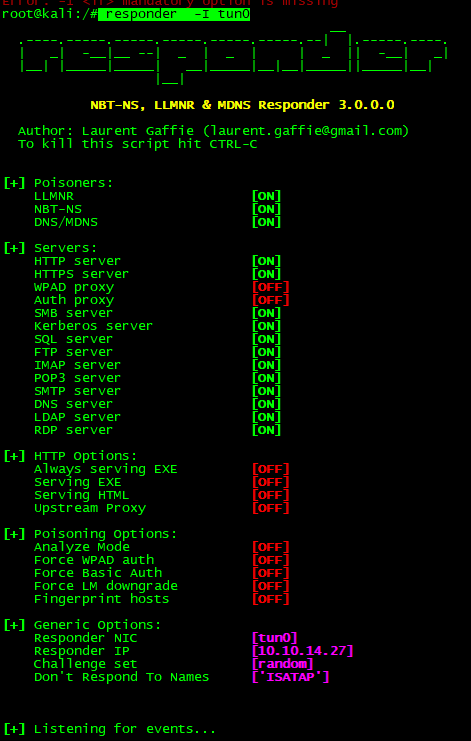 Error: -I <if> mandatory option is missing
root@kali:/# responder -I tun0
NBT-NS, LLMNR & MDNS Responder 3.0.0.0
Author: Laurent Gaffie (laurent.gaffie@gmail.com)
To kill this script hit CTRL-C
[+] Poisoners:
LLMNR [ON]
NBT-NS [ON]
DNS/MDNS [ON]
[+] Servers:
HTTP server [ON]
HTTPS server [ON]
WPAD proxy [OFF]
Auth proxy [OFF]
SMB server [ON]
Kerberos server [ON]
SQL server [ON]
FTP server [ON]
IMAP server [ON]
POP3 server [ON]
SMTP server [ON]
DNS server [ON]
LDAP server [ON]
RDP server [ON]
[+] HTTP Options:
Always serving EXE [OFF]
Serving EXE [OFF]
Serving HTML [OFF]
Upstream Proxy [OFF]
[+] Poisoning Options:
Analyze Mode [OFF]
Force WPAD auth [OFF]
Force Basic Auth [OFF]
Force LM downgrade [OFF]
Fingerprint hosts [OFF]
[+] Generic Options:
Responder NIC [tun0]
Responder IP [10.10.14.27]
Challenge set [random]
Don't Respond To Names ['ISATAP']
[+] Listening for events...